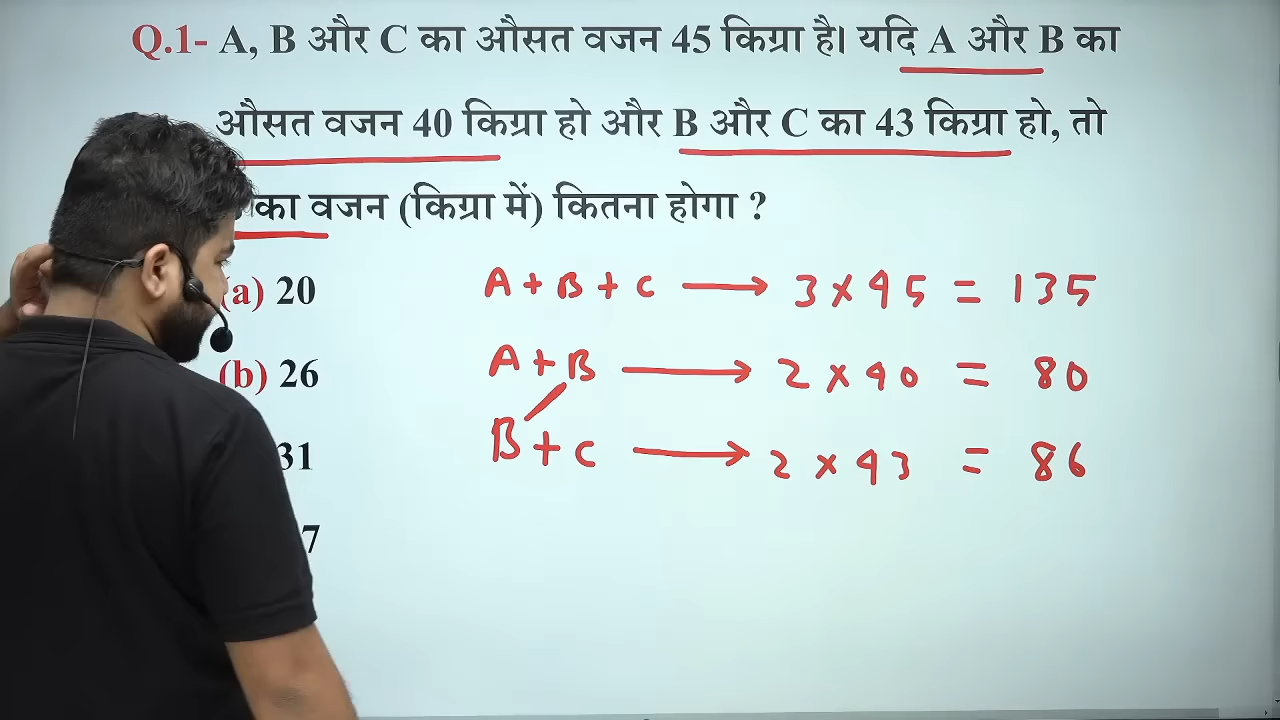 Q.1- A, B और C का औसत वजन 45 किग्रा है। यदि A और B का
औसत वजन 40 किग्रा हो और B और C का 43 किग्रा हो, तो
का वजन (किग्रा में) कितना होगा ?
(a) 20
(b) 26
31
7
A + B + C → 3 × 45 = 135
A + B → 2 × 40 = 80
B + C → 2 × 43 = 86